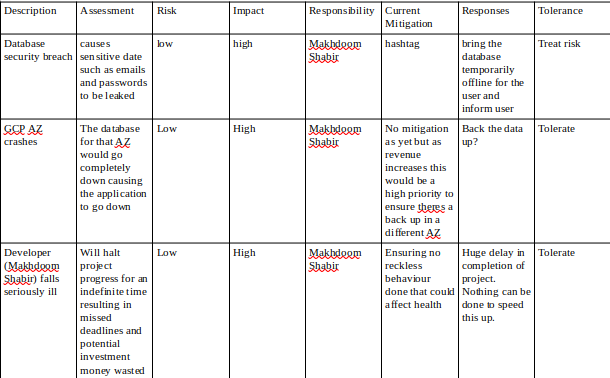 Description Assessment Risk Impact Responsibility Current Mitigation Responses Tolerance
Database
security breach
causes
sensitive date
such as emails
and passwords
to be leaked
low
high
Makhdoom
Shabir
hashtag
bring the
database
temporarily
offline for the
user and
inform user
Treat risk
GCP AZ
crashes
The database
for that AZ
would go
completely
down causing
the application
to go down
Low
High
Makhdoom
Shabir
No mitigation
as yet but as
revenue
increases this
would be a
high priority to
ensure theres a
back up in a
different AZ
Back the data
up?
Tolerate
Developer
(Makhdoom
Shabir) falls
seriously ill
Will halt
project
progress for an
indefinite time
resulting in
missed
deadlines and
potential
investment
money wasted
Low
High
Makhdoom
Shabir
Ensuring no
reckless
behaviour
done that could
affect health
Huge delay in
completion of
project.
Nothing can be
done to speed
this up.
Tolerate